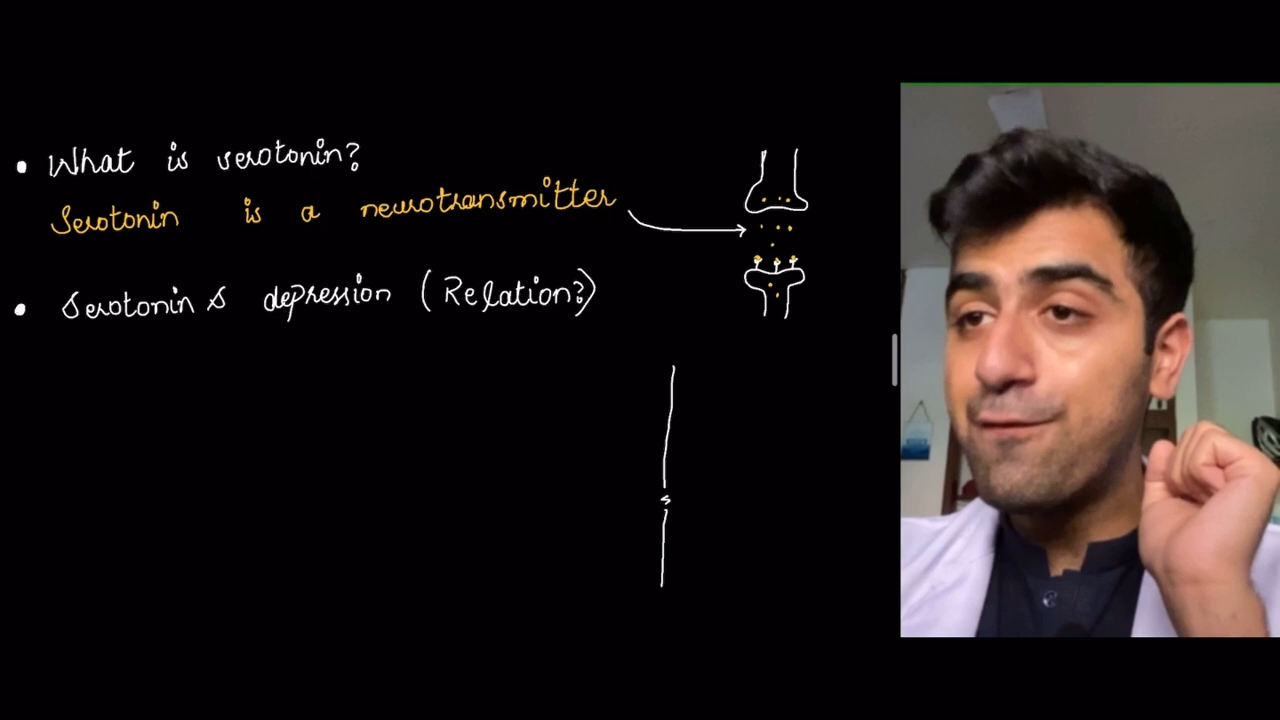 • What is serotonin?
Serotonin is a neurotransmitter
• Serotonin & depression (Relation?)